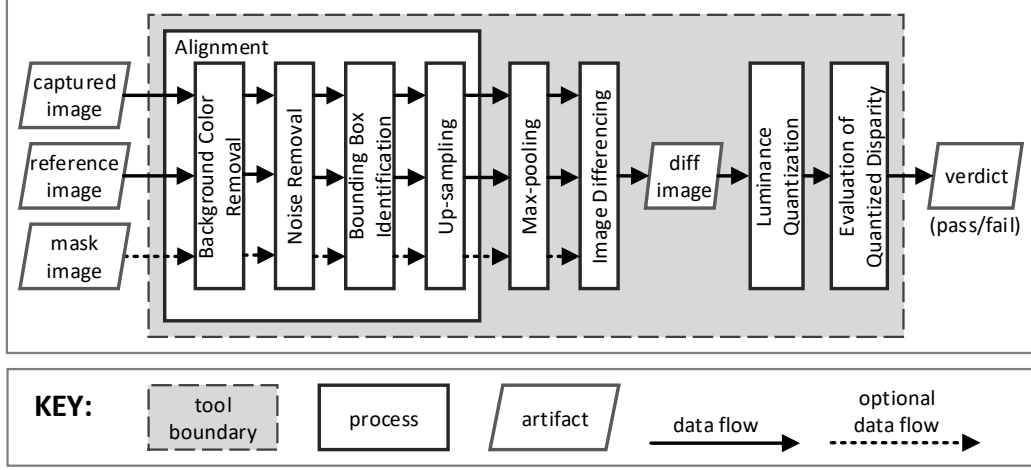 Alignment
captured
image
reference
image
mask
image
Background Color
Removal
Noise Removal
Bounding Box
Identification
Up-sampling
Max-pooling
Image Differencing
diff
image
Luminance
Quantization
Evaluation of
Quantized Disparity
verdict
(pass/fail)
KEY:
tool
boundary
process
artifact
data flow
optional
data flow